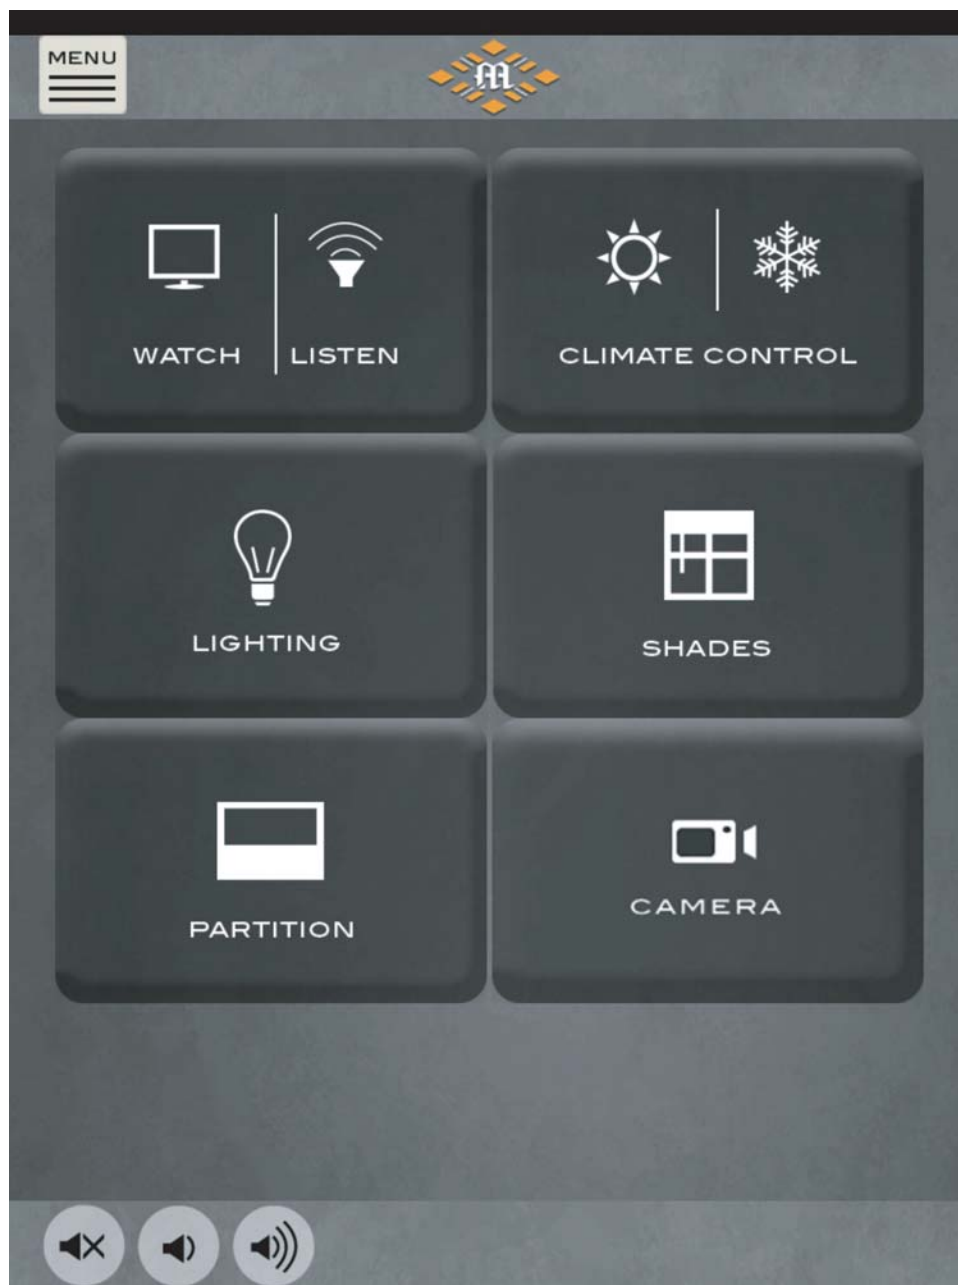 MENU
M
WATCH
LISTEN
CLIMATE CONTROL
LIGHTING
SHADES
PARTITION
CAMERA